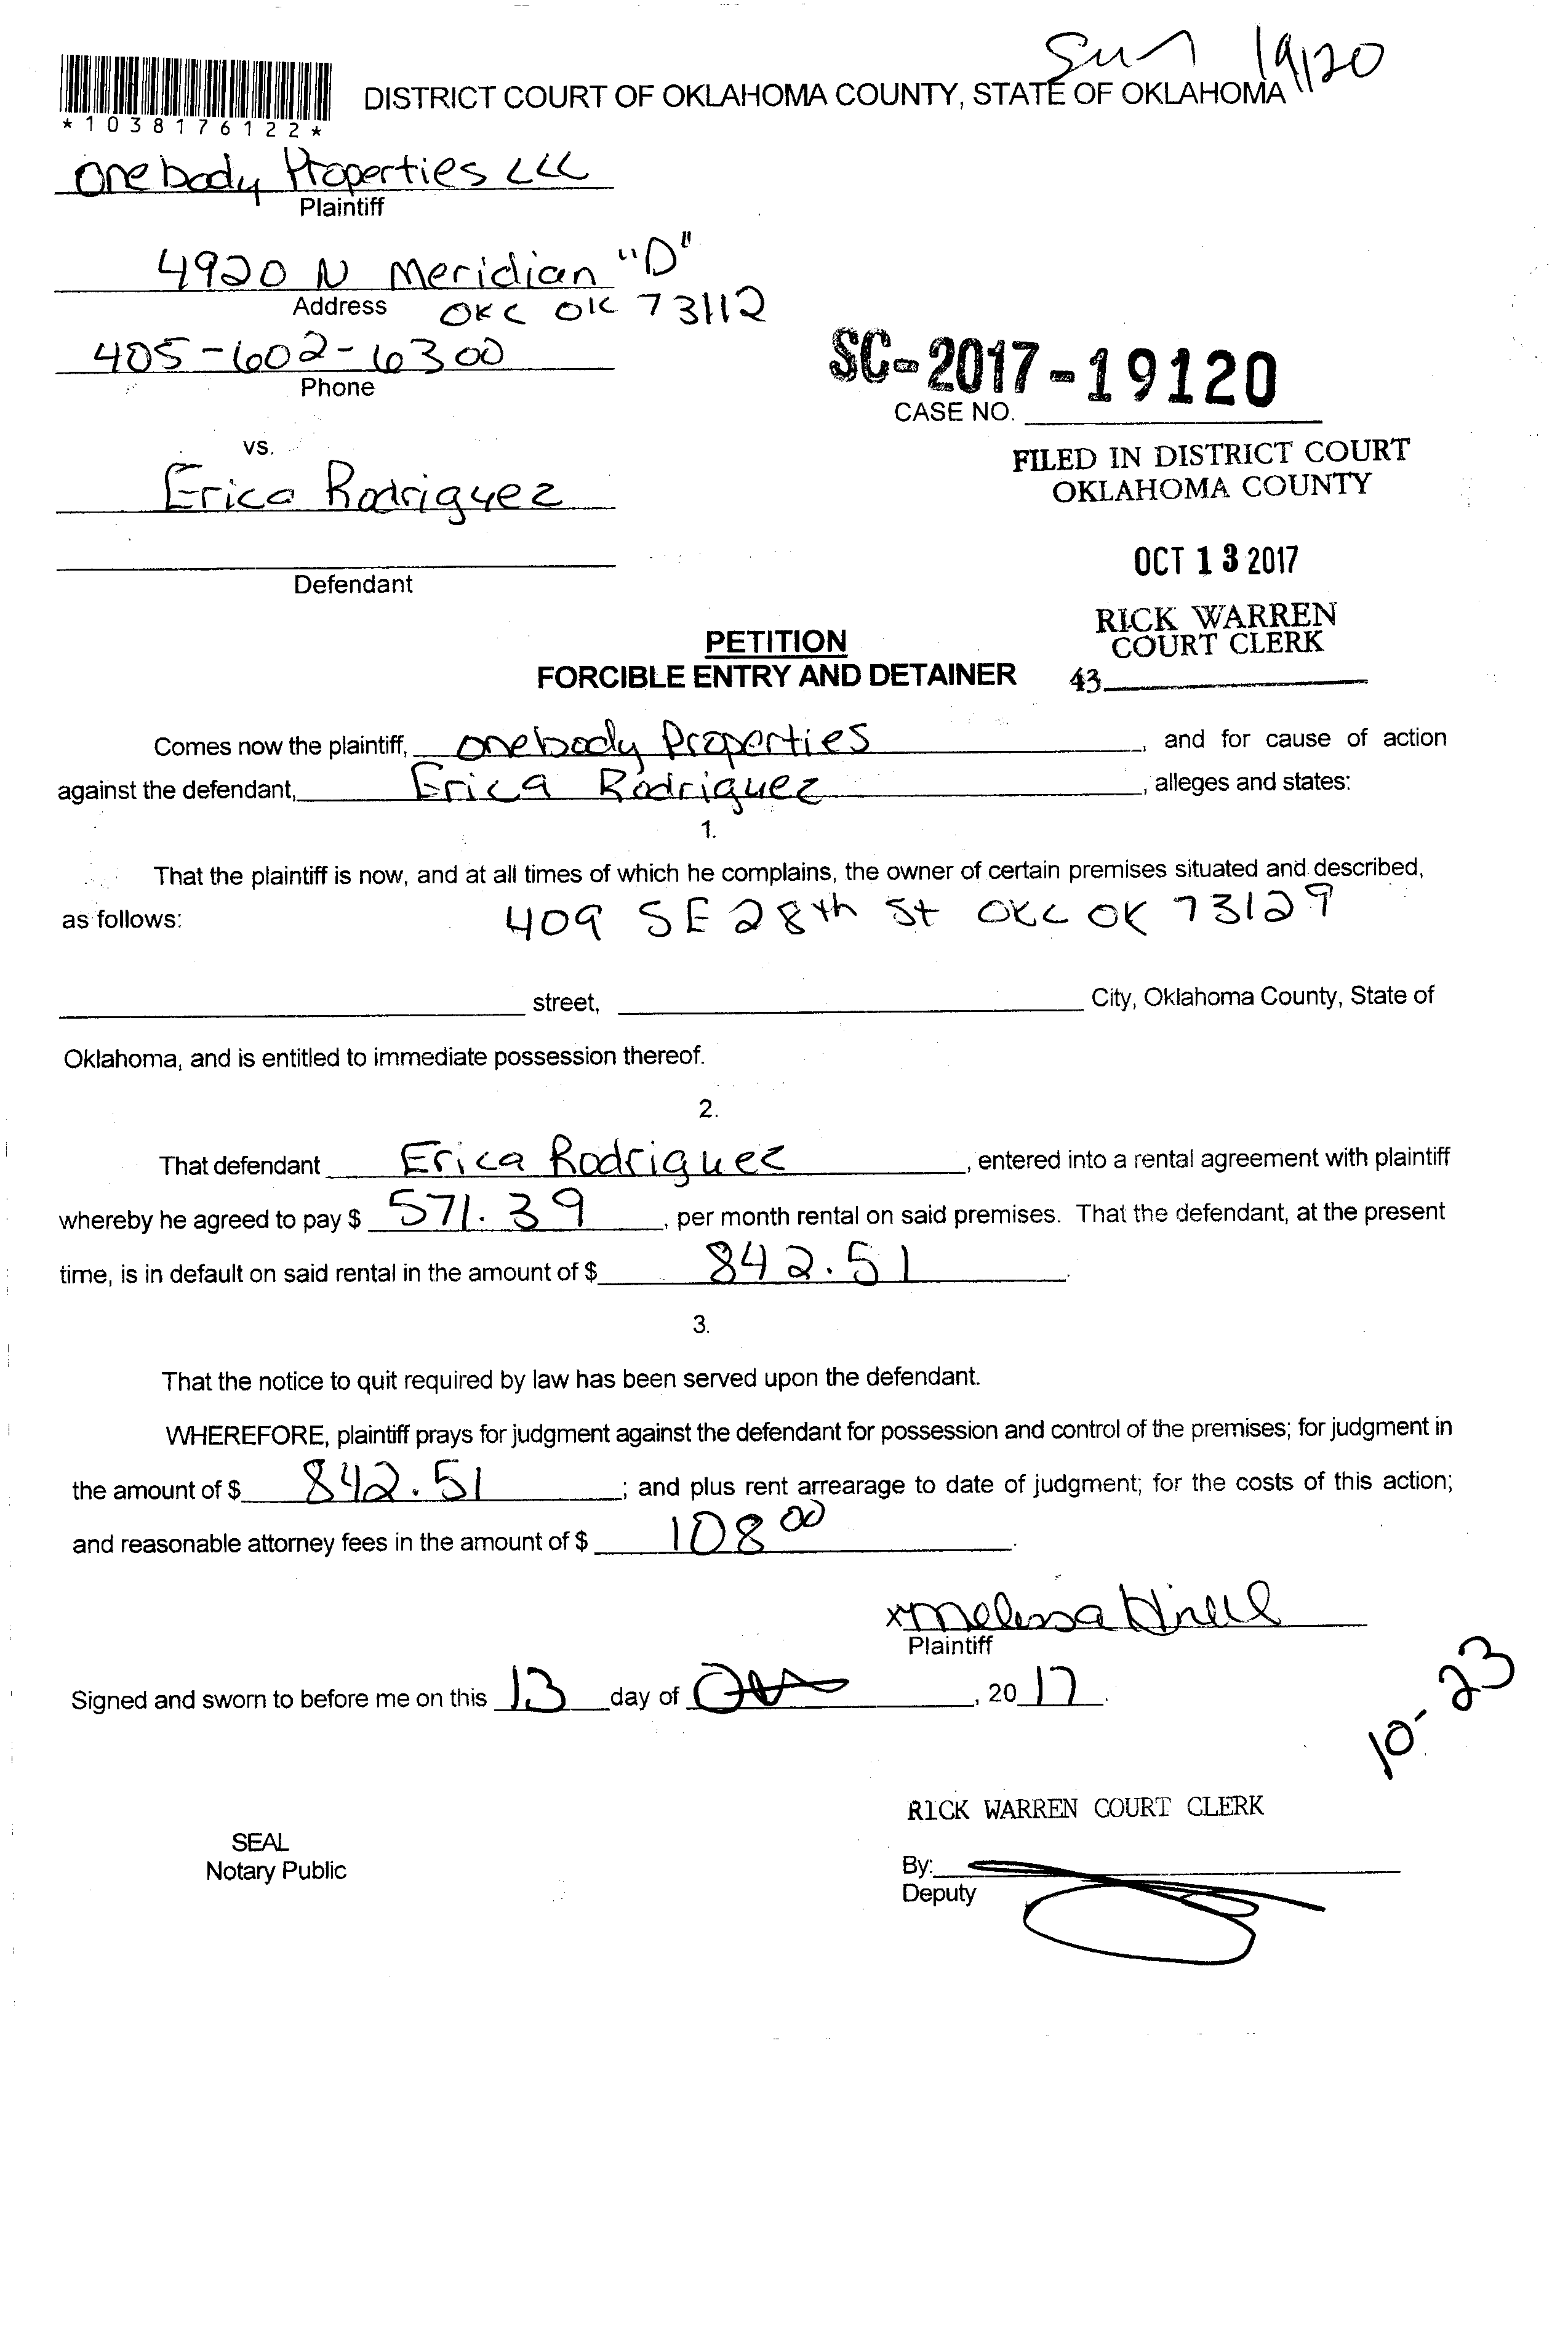 19120
*1038176122*
DISTRICT COURT OF OKLAHOMA COUNTY, STATE OF OKLAHOMA
Onebody Properties LLC
Plaintiff
4920 N Meridian "D"
Address OKC OK 73112
405-602-6300
Phone
SC-2017-19120
CASE NO.
vs.
Erica Rodriguez
FILED IN DISTRICT COURT
OKLAHOMA COUNTY
OCT 13 2017
Defendant
RICK WARREN
COURT CLERK
43
PETITION
FORCIBLE ENTRY AND DETAINER
Comes now the plaintiff, onebody Properties, and for cause of action
against the defendant, Erica Rodriguez, alleges and states:
1.
That the plaintiff is now, and at all times of which he complains, the owner of certain premises situated and described,
as follows: 409 SE 28th St OKC OK 73129
street, City, Oklahoma County, State of
Oklahoma, and is entitled to immediate possession thereof.
2.
That defendant Erica Rodriguez, entered into a rental agreement with plaintiff
whereby he agreed to pay $ 571.39, per month rental on said premises. That the defendant, at the present
time, is in default on said rental in the amount of $ 842.51.
3.
That the notice to quit required by law has been served upon the defendant.
WHEREFORE, plaintiff prays for judgment against the defendant for possession and control of the premises; for judgment in
the amount of $ 842.51; and plus rent arrearage to date of judgment; for the costs of this action;
and reasonable attorney fees in the amount of $ 108 00.
x Melissa
Plaintiff
Signed and sworn to before me on this 13 day of , 20 17.
10-23
RICK WARREN COURT CLERK
SEAL
Notary Public
By:
Deputy